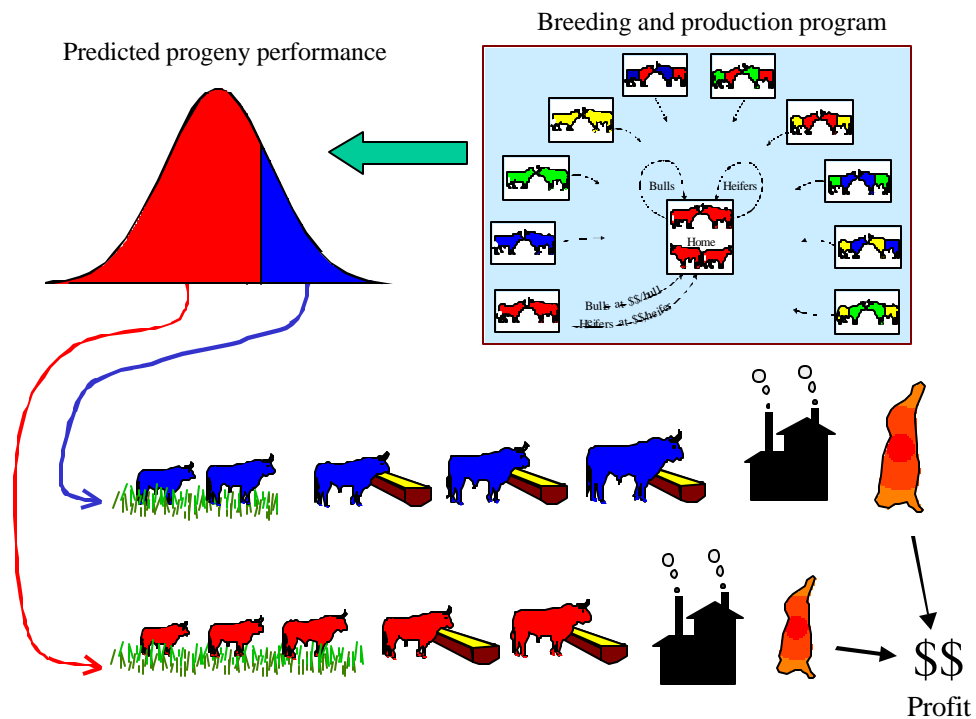 Breeding and production program
Predicted progeny performance
Bulls
Heifers
Home
Bulls at $$/bull
Heifers at $$/heifer
$$
Profit